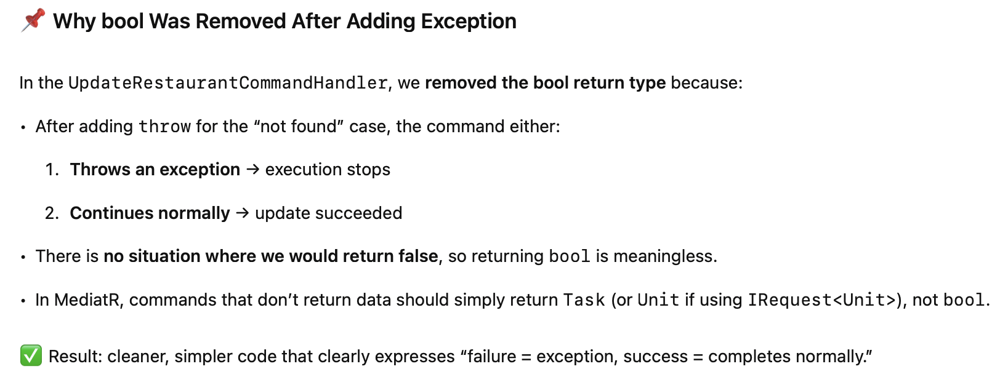 📌 Why bool Was Removed After Adding Exception
In the UpdateRestaurantCommandHandler, we removed the bool return type because:
• After adding throw for the “not found” case, the command either:
1. Throws an exception → execution stops
2. Continues normally → update succeeded
• There is no situation where we would return false, so returning bool is meaningless.
• In MediatR, commands that don’t return data should simply return Task (or Unit if using IRequest<Unit>), not bool.
✅ Result: cleaner, simpler code that clearly expresses “failure = exception, success = completes normally.”